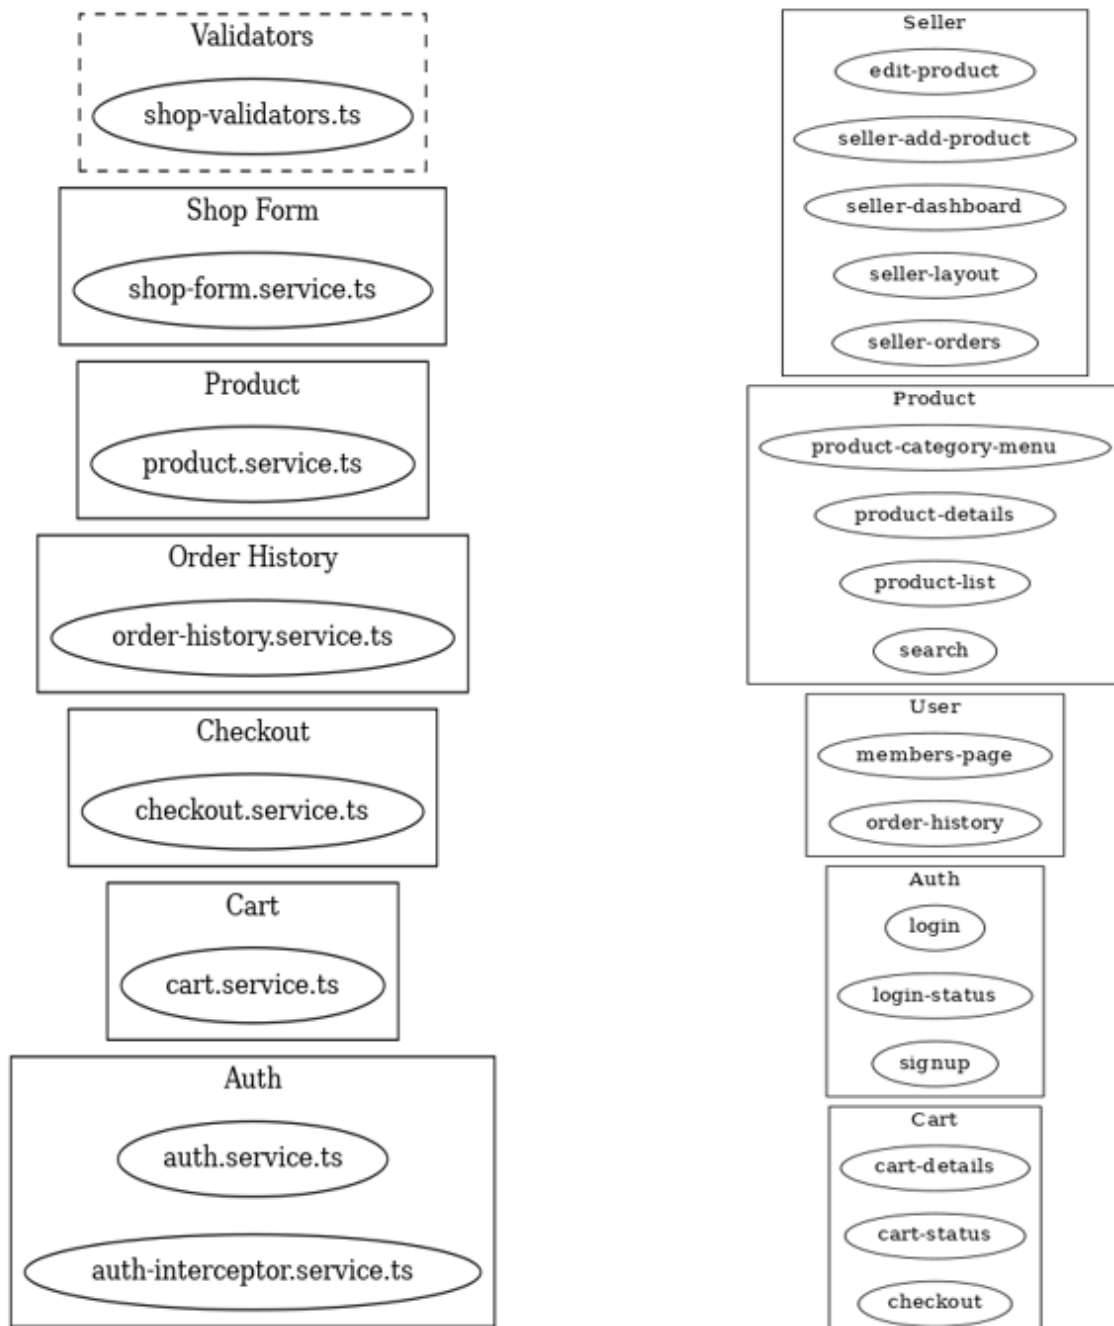 Validators
shop-validators.ts
Shop Form
shop-form.service.ts
Product
product.service.ts
Order History
order-history.service.ts
Checkout
checkout.service.ts
Cart
cart.service.ts
Auth
auth.service.ts
auth-interceptor.service.ts
Seller
edit-product
seller-add-product
seller-dashboard
seller-layout
seller-orders
Product
product-category-menu
product-details
product-list
search
User
members-page
order-history
Auth
login
login-status
signup
Cart
cart-details
cart-status
checkout